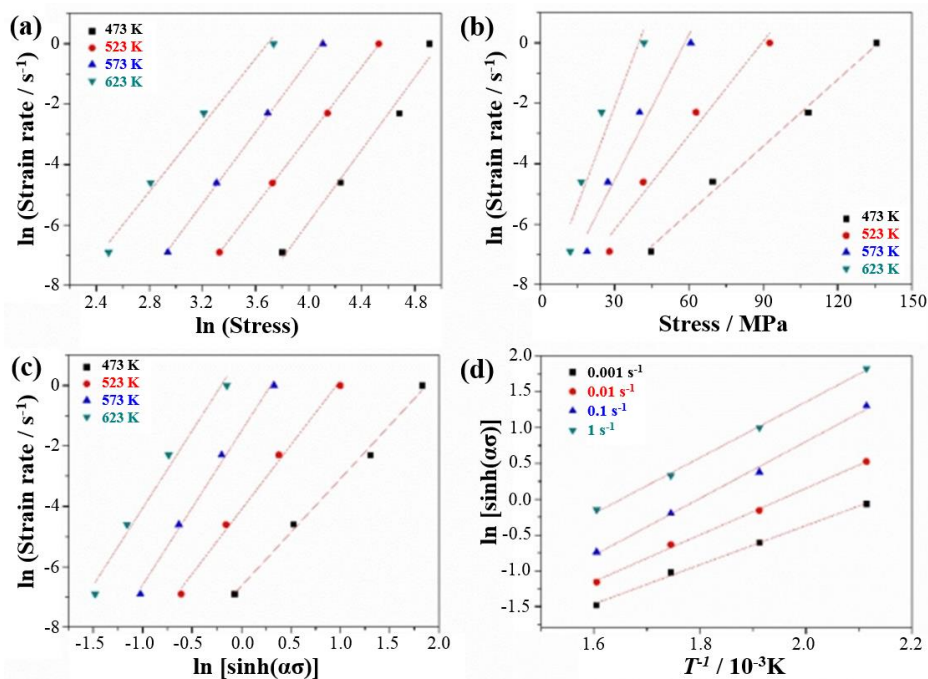 (a)
473 K
523 K
573 K
623 K
ln (Strain rate / s⁻¹)
0
-2
-4
-6
-8
2.4 2.8 3.2 3.6 4.0 4.4 4.8
ln (Stress)
(b)
ln (Strain rate / s⁻¹)
0
-2
-4
-6
-8
473 K
523 K
573 K
623 K
0 30 60 90 120 150
Stress / MPa
(c)
473 K
523 K
573 K
623 K
ln (Strain rate / s⁻¹)
0
-2
-4
-6
-8
-1.5 -1.0 -0.5 0.0 0.5 1.0 1.5 2.0
ln [sinh(ασ)]
(d)
0.001 s⁻¹
0.01 s⁻¹
0.1 s⁻¹
1 s⁻¹
ln [sinh(ασ)]
2.0
1.5
1.0
0.5
0.0
-0.5
-1.0
-1.5
1.6 1.8 2.0 2.2
T⁻¹ / 10⁻³K